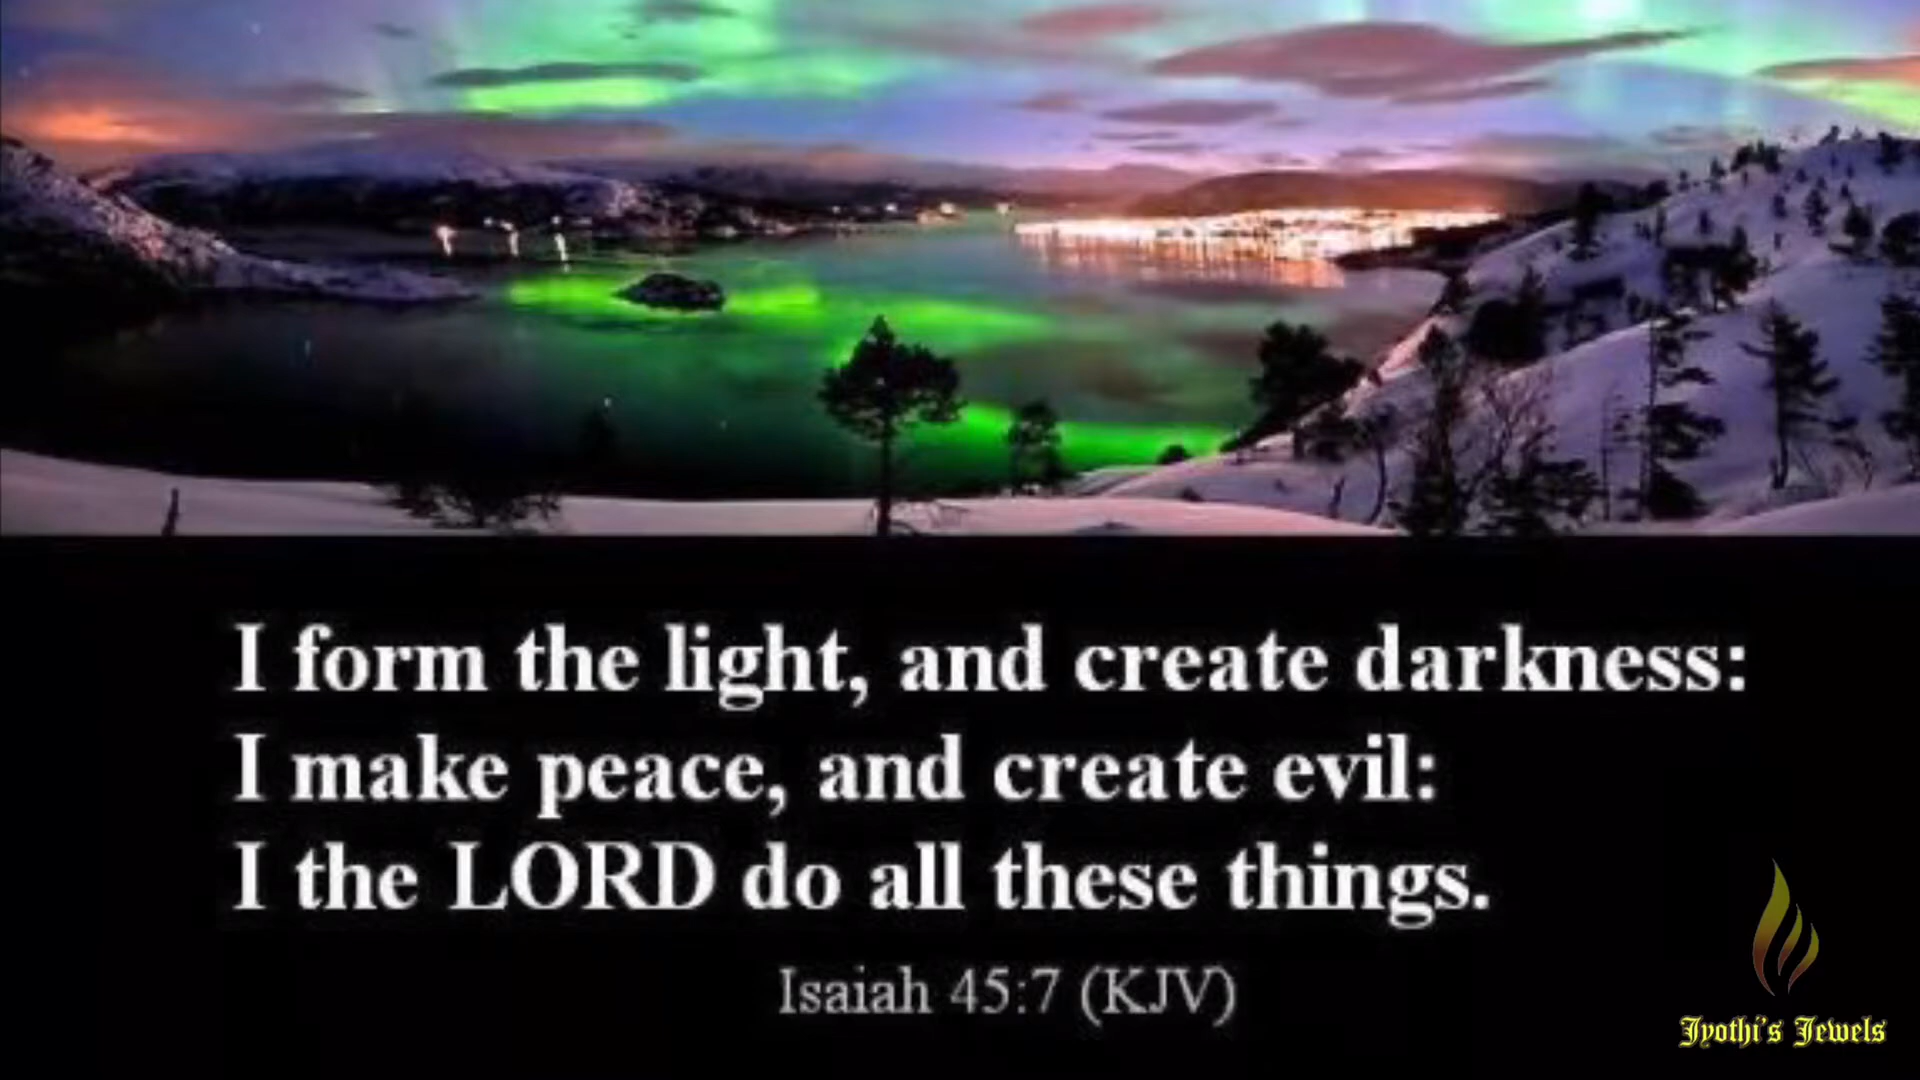 I form the light, and create darkness:
I make peace, and create evil:
I the LORD do all these things.
Isaiah 45:7 (KJV)
Jyothi's Jewels